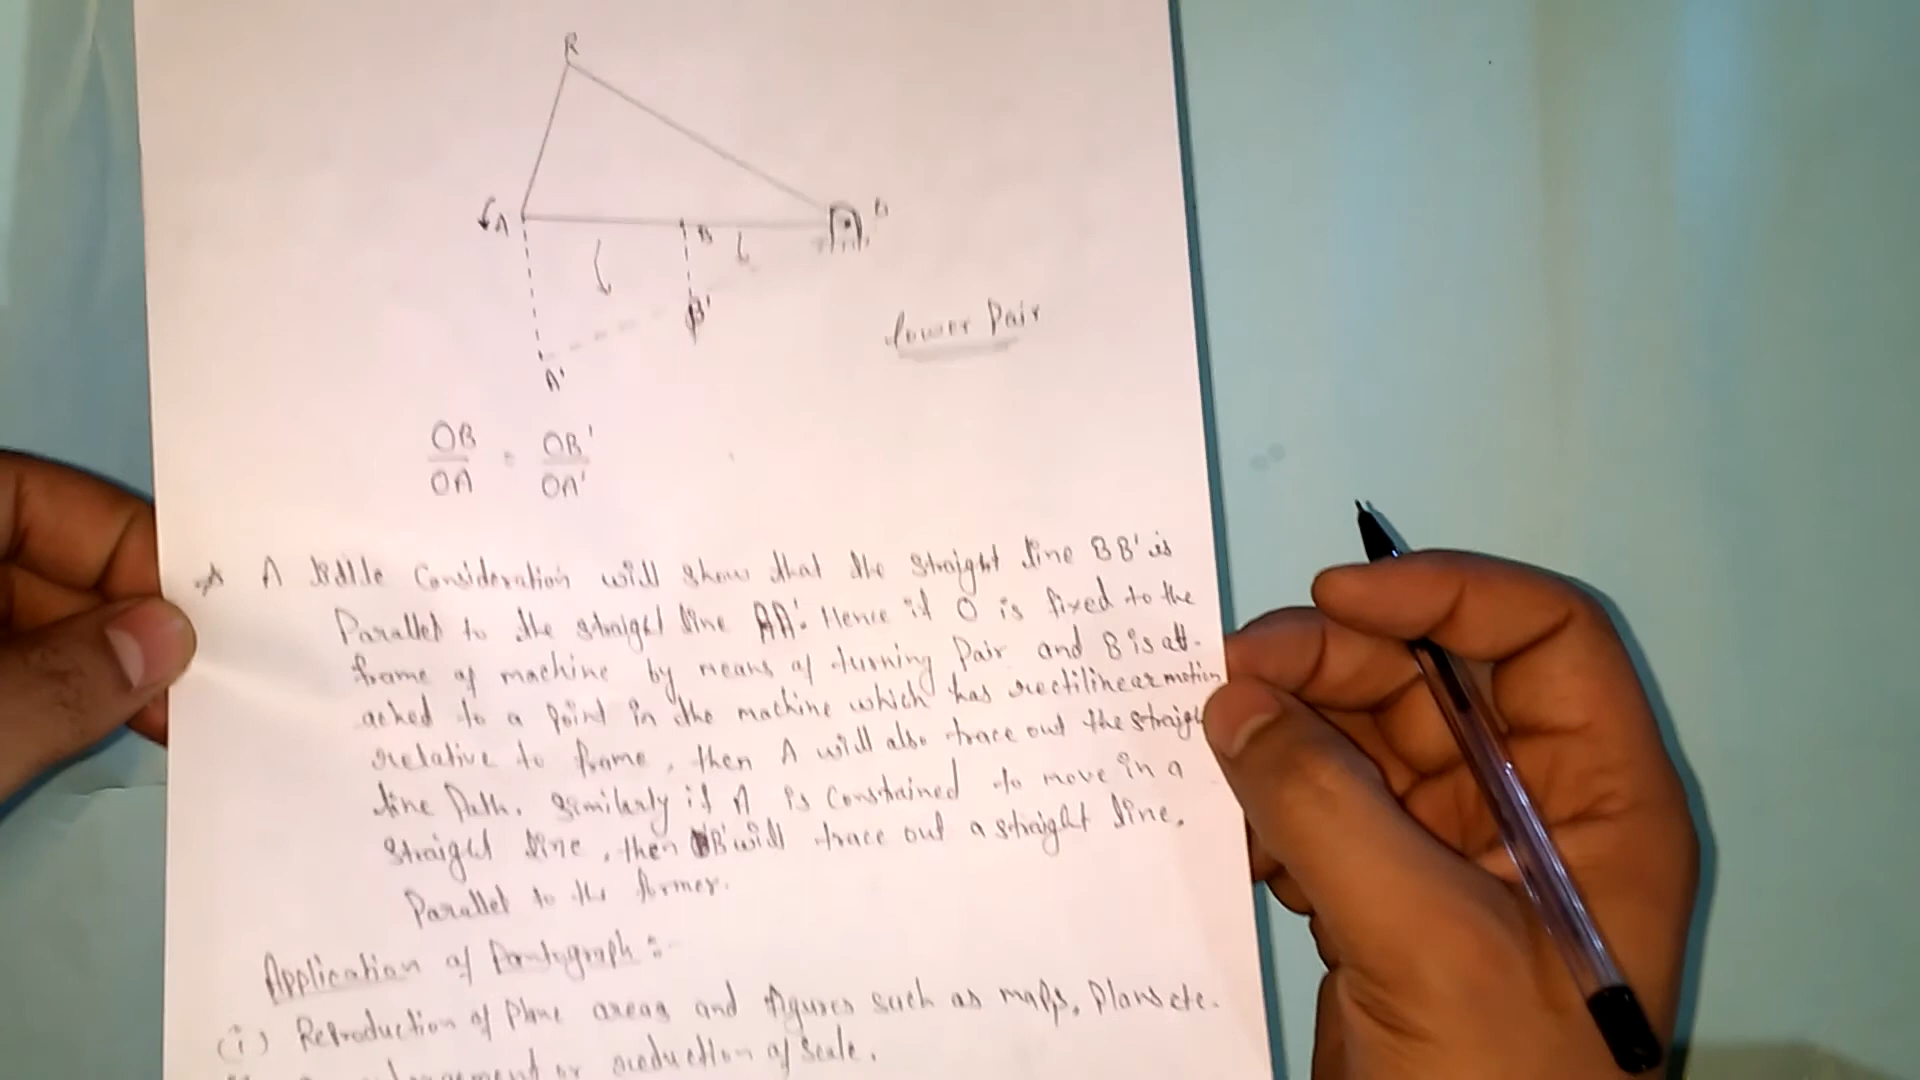 R
A
B
O
B'
A'
Lower Pair
OB = OB'
OA OA'
A little Consideration will show that the straight line BB' is
Parallel to the straight line AA'. Hence if O is fixed to the
frame of machine by means of turning Pair and B is att-
ached to a point in the machine which has rectilinear motion
relative to frame, then A will also trace out the straigh
line Path. Similarly if A is constrained to move in a
straight line, then B' will trace out a straight line.
Parallel to the former.
Application of Pantograph :-
(i) Reproduction of plane areas and figures such as maps, Plans etc.
or reduction of scale.